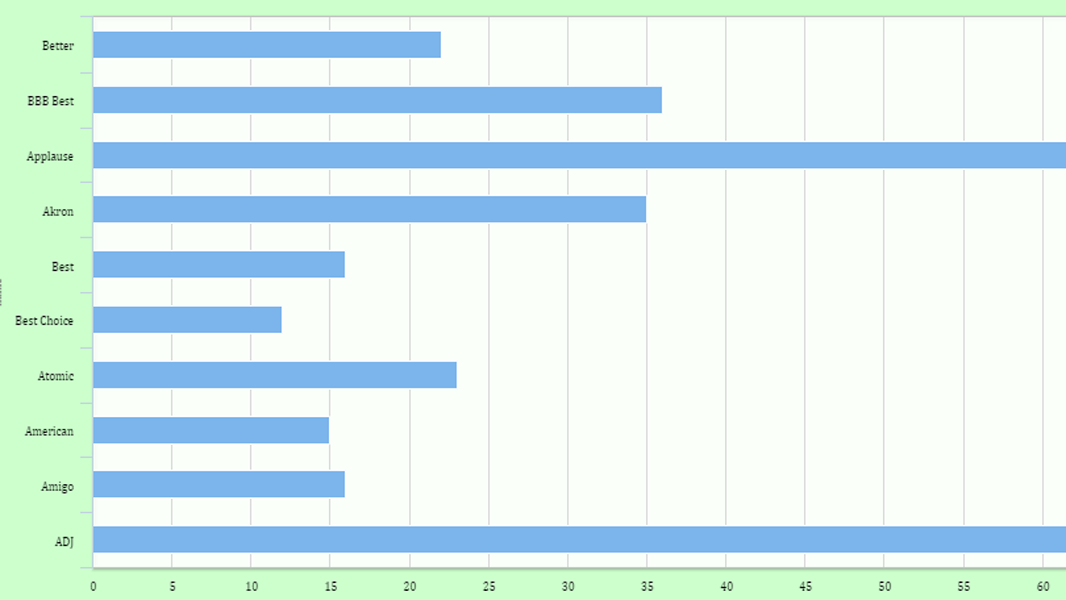 Better
BBB Best
Applause
Akron
Best
Best Choice
Atomic
American
Amigo
ADJ
0 5 10 15 20 25 30 35 40 45 50 55 60